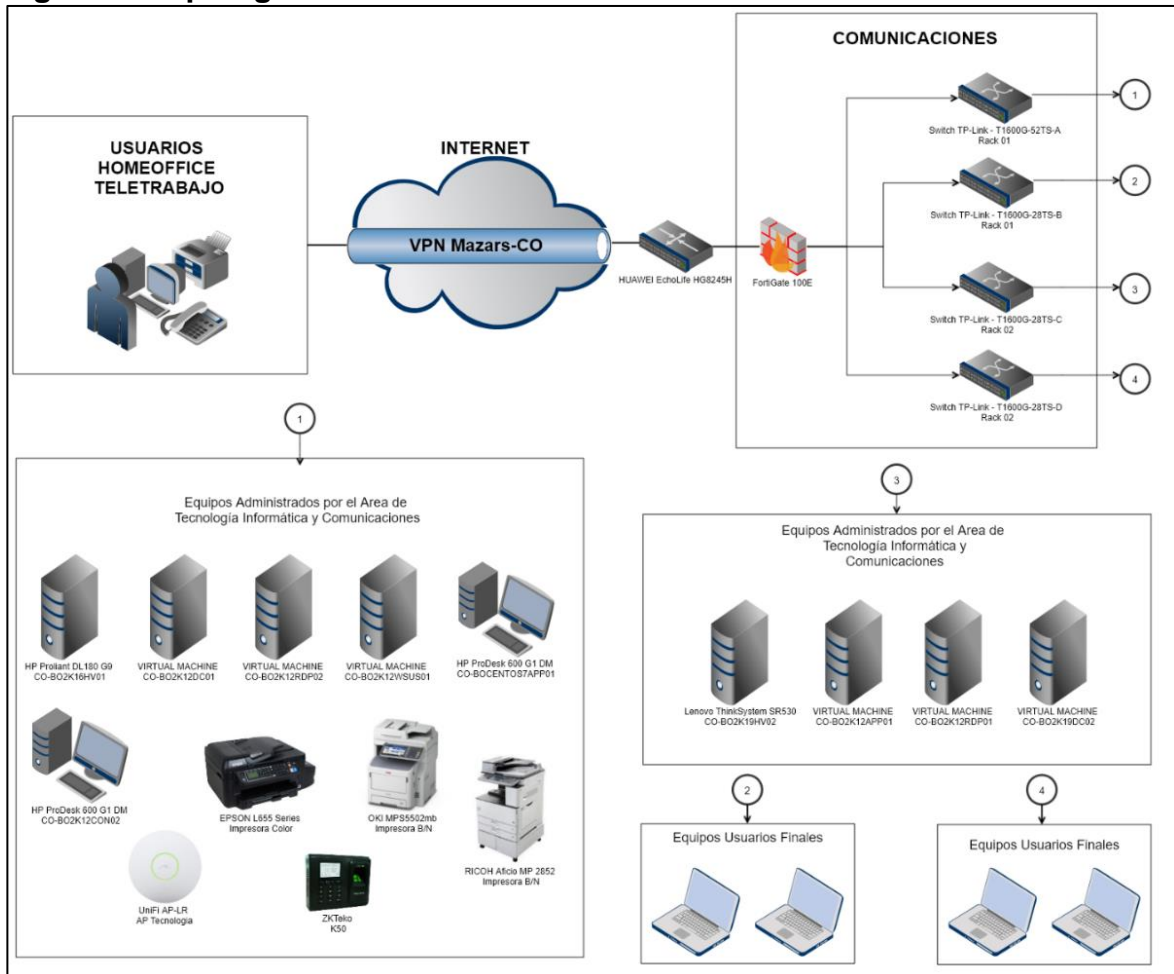 COMUNICACIONES
1
Switch TP-Link - T1600G-52TS-A
Rack 01
USUARIOS
HOMEOFFICE
TELETRABAJO
INTERNET
2
Switch TP-Link - T1600G-28TS-B
Rack 01
VPN Mazars-CO
HUAWEI EchoLife HG8245H
FortiGate 100E
3
Switch TP-Link - T1600G-28TS-C
Rack 02
4
Switch TP-Link - T1600G-28TS-D
Rack 02
1
Equipos Administrados por el Area de
Tecnología Informática y Comunicaciones
HP Proliant DL180 G9
CO-BO2K16HV01
VIRTUAL MACHINE
CO-BO2K12DC01
VIRTUAL MACHINE
CO-BO2K12RDP02
VIRTUAL MACHINE
CO-BO2K12WSUS01
HP ProDesk 600 G1 DM
CO-BOCENTOS7APP01
HP ProDesk 600 G1 DM
CO-BO2K12CON02
EPSON L655 Series
Impresora Color
OKI MPS5502mb
Impresora B/N
RICOH Aficio MP 2852
Impresora B/N
UniFi AP-LR
AP Tecnologia
ZKTeko
K50
3
Equipos Administrados por el Area de
Tecnología Informática y
Comunicaciones
Lenovo ThinkSystem SR530
CO-BO2K19HV02
VIRTUAL MACHINE
CO-BO2K12APP01
VIRTUAL MACHINE
CO-BO2K12RDP01
VIRTUAL MACHINE
CO-BO2K19DC02
2
Equipos Usuarios Finales
4
Equipos Usuarios Finales